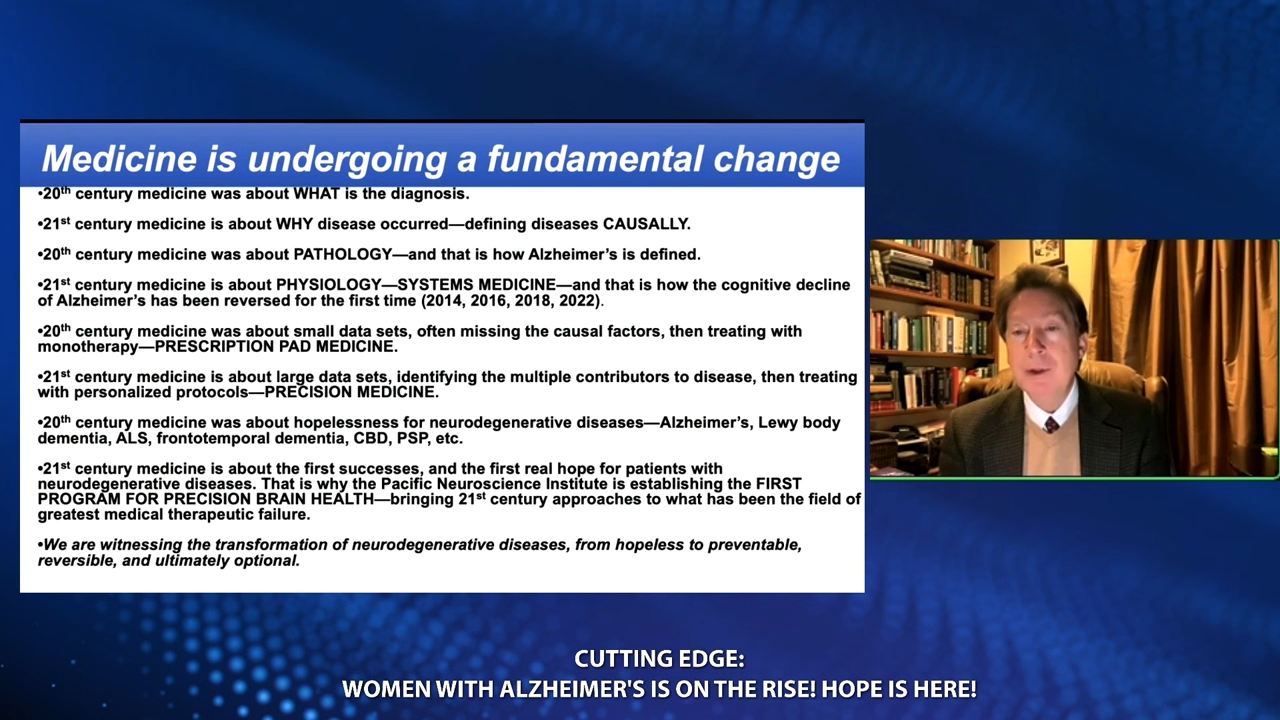 Medicine is undergoing a fundamental change
•20th century medicine was about WHAT is the diagnosis.
•21st century medicine is about WHY disease occurred—defining diseases CAUSALLY.
•20th century medicine was about PATHOLOGY—and that is how Alzheimer's is defined.
•21st century medicine is about PHYSIOLOGY—SYSTEMS MEDICINE—and that is how the cognitive decline
of Alzheimer's has been reversed for the first time (2014, 2016, 2018, 2022).
•20th century medicine was about small data sets, often missing the causal factors, then treating with
monotherapy—PRESCRIPTION PAD MEDICINE.
•21st century medicine is about large data sets, identifying the multiple contributors to disease, then treating
with personalized protocols—PRECISION MEDICINE.
•20th century medicine was about hopelessness for neurodegenerative diseases—Alzheimer's, Lewy body
dementia, ALS, frontotemporal dementia, CBD, PSP, etc.
•21st century medicine is about the first successes, and the first real hope for patients with
neurodegenerative diseases. That is why the Pacific Neuroscience Institute is establishing the FIRST
PROGRAM FOR PRECISION BRAIN HEALTH—bringing 21st century approaches to what has been the field of
greatest medical therapeutic failure.
•We are witnessing the transformation of neurodegenerative diseases, from hopeless to preventable,
reversible, and ultimately optional.
CUTTING EDGE:
WOMEN WITH ALZHEIMER'S IS ON THE RISE! HOPE IS HERE!